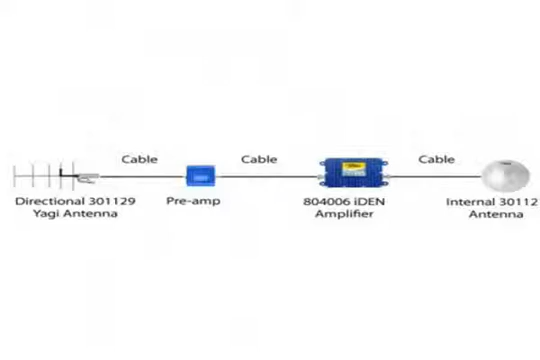 Cable
Cable
Cable
Directional 301129
Yagi Antenna
Pre-amp
804006 iDEN
Amplifier
Internal 30112
Antenna